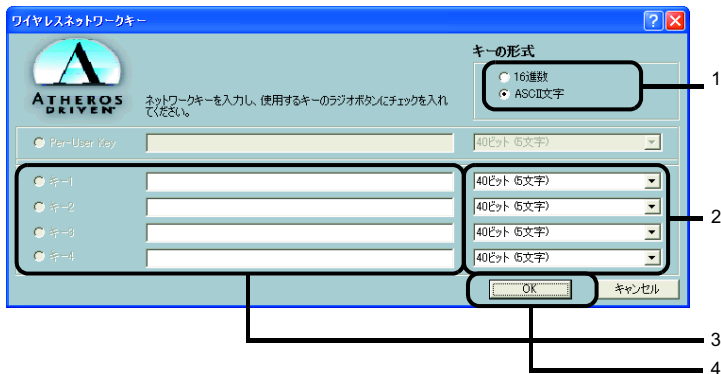 ワイヤレスネットワークキー
キーの形式
16進数
ASCII文字
1
ATHEROS
DRIVEN
ネットワークキーを入力し、使用するキーのラジオボタンにチェックを入れ
てください。
Per-User Key
40ビット (5文字)
キー1
40ビット (5文字)
キー2
40ビット (5文字)
2
キー3
40ビット (5文字)
キー4
40ビット (5文字)
OK
キャンセル
3
4